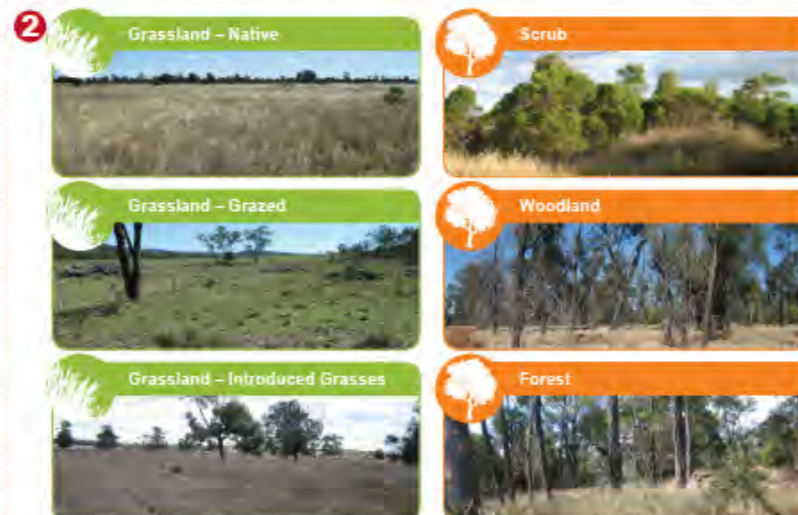 2
Grassland – Native
Scrub
Grassland – Grazed
Woodland
Grassland – Introduced Grasses
Forest